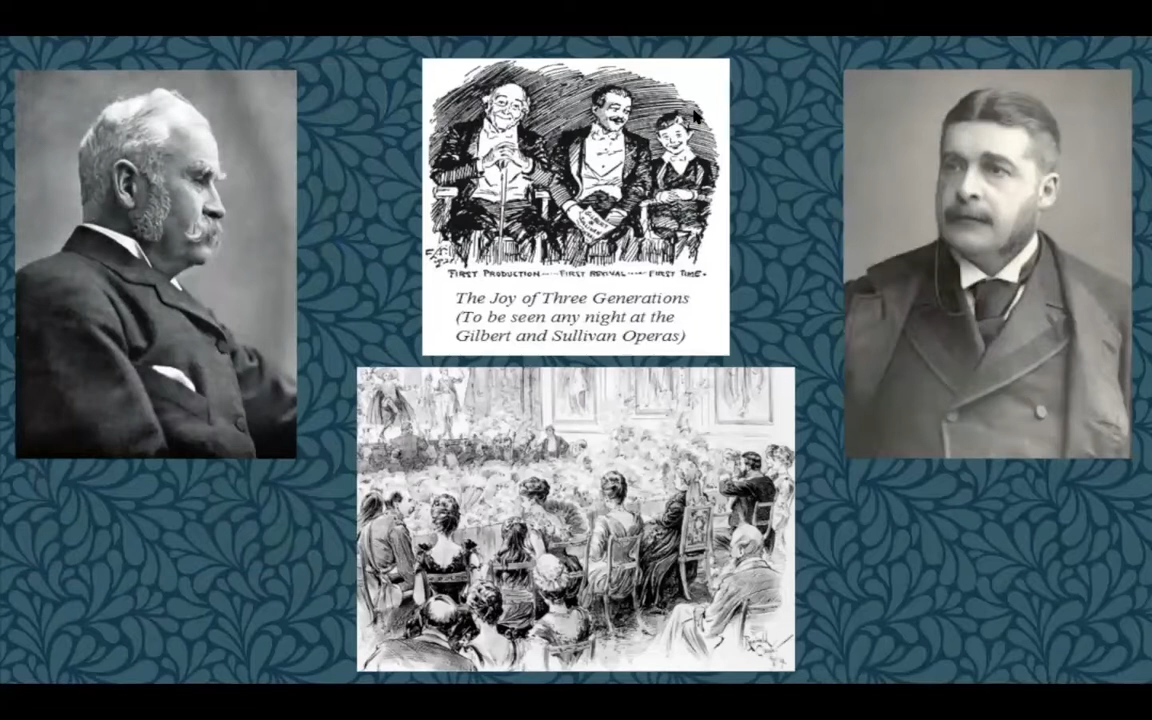 "FIRST PRODUCTION---FIRST REVIVAL----FIRST TIME.
The Joy of Three Generations
(To be seen any night at the
Gilbert and Sullivan Operas)